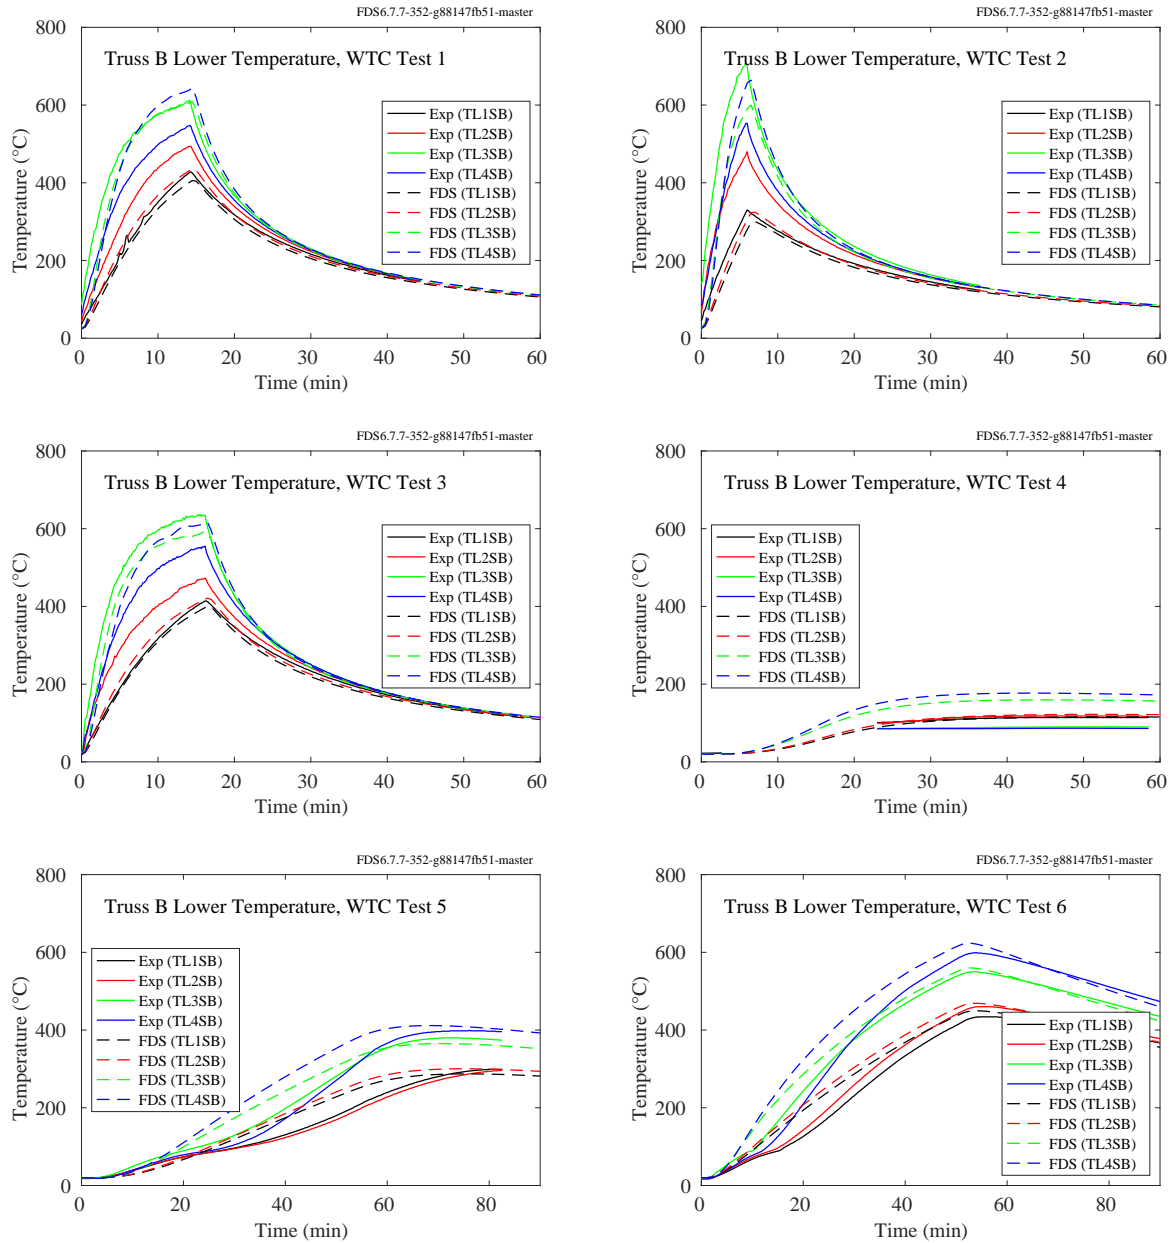 FDS6.7.7-352-g88147fb51-master
Truss B Lower Temperature, WTC Test 1
Temperature (°C)
800
600
400
200
0
Exp (TL1SB)
Exp (TL2SB)
Exp (TL3SB)
Exp (TL4SB)
FDS (TL1SB)
FDS (TL2SB)
FDS (TL3SB)
FDS (TL4SB)
0 10 20 30 40 50 60
Time (min)
FDS6.7.7-352-g88147fb51-master
Truss B Lower Temperature, WTC Test 2
Temperature (°C)
800
600
400
200
0
Exp (TL1SB)
Exp (TL2SB)
Exp (TL3SB)
Exp (TL4SB)
FDS (TL1SB)
FDS (TL2SB)
FDS (TL3SB)
FDS (TL4SB)
0 10 20 30 40 50 60
Time (min)
FDS6.7.7-352-g88147fb51-master
Truss B Lower Temperature, WTC Test 3
Temperature (°C)
800
600
400
200
0
Exp (TL1SB)
Exp (TL2SB)
Exp (TL3SB)
Exp (TL4SB)
FDS (TL1SB)
FDS (TL2SB)
FDS (TL3SB)
FDS (TL4SB)
0 10 20 30 40 50 60
Time (min)
FDS6.7.7-352-g88147fb51-master
Truss B Lower Temperature, WTC Test 4
Temperature (°C)
800
600
400
200
0
Exp (TL1SB)
Exp (TL2SB)
Exp (TL3SB)
Exp (TL4SB)
FDS (TL1SB)
FDS (TL2SB)
FDS (TL3SB)
FDS (TL4SB)
0 10 20 30 40 50 60
Time (min)
FDS6.7.7-352-g88147fb51-master
Truss B Lower Temperature, WTC Test 5
Temperature (°C)
800
600
400
200
0
Exp (TL1SB)
Exp (TL2SB)
Exp (TL3SB)
Exp (TL4SB)
FDS (TL1SB)
FDS (TL2SB)
FDS (TL3SB)
FDS (TL4SB)
0 20 40 60 80
Time (min)
FDS6.7.7-352-g88147fb51-master
Truss B Lower Temperature, WTC Test 6
Temperature (°C)
800
600
400
200
0
Exp (TL1SB)
Exp (TL2SB)
Exp (TL3SB)
Exp (TL4SB)
FDS (TL1SB)
FDS (TL2SB)
FDS (TL3SB)
FDS (TL4SB)
0 20 40 60 80
Time (min)